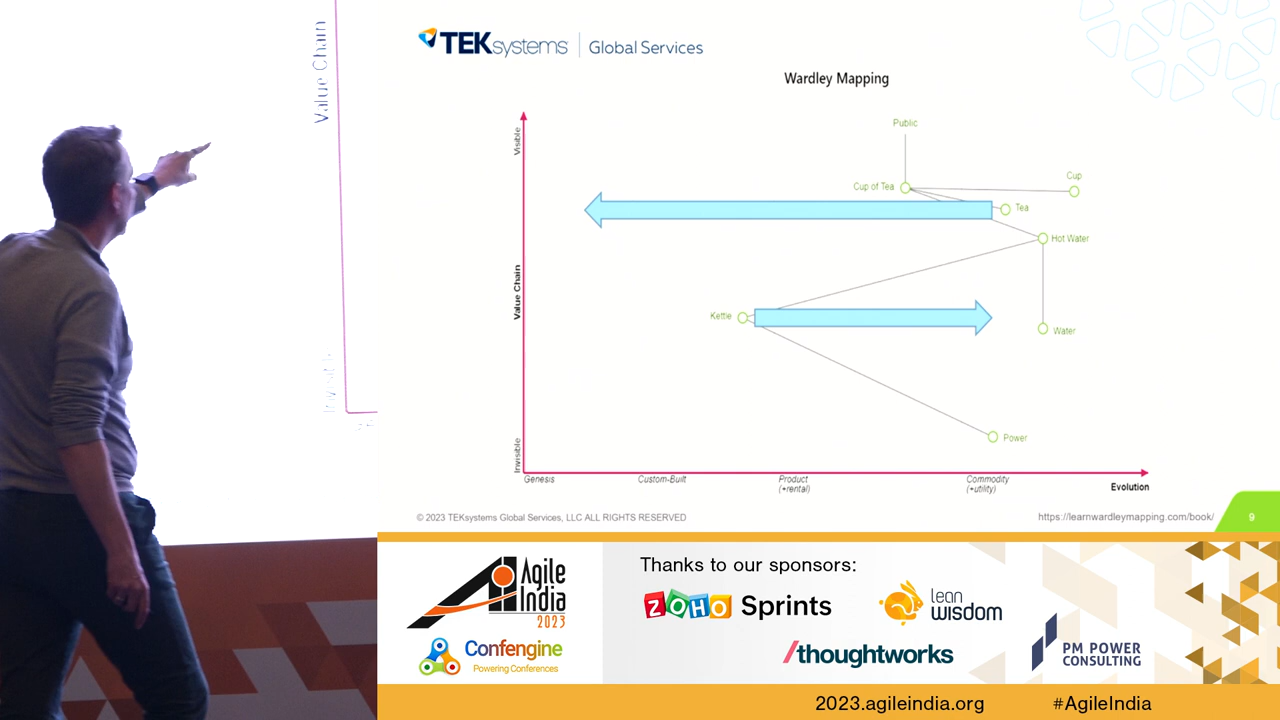 Value Chain
Invisible
TEKsystems | Global Services
Wardley Mapping
Visible
Value Chain
Invisible
Public
Cup of Tea
Cup
Tea
Hot Water
Kettle
Water
Power
Genesis
Custom-Built
Product
(+rental)
Commodity
(+utility)
Evolution
© 2023 TEKsystems Global Services, LLC ALL RIGHTS RESERVED
https://learnwardleymapping.com/book/
9
Agile
India
2023
Confengine
Powering Conferences
Thanks to our sponsors:
ZOHO Sprints
lean
wisdom
/thoughtworks
PM POWER
CONSULTING
2023.agileindia.org
#AgileIndia